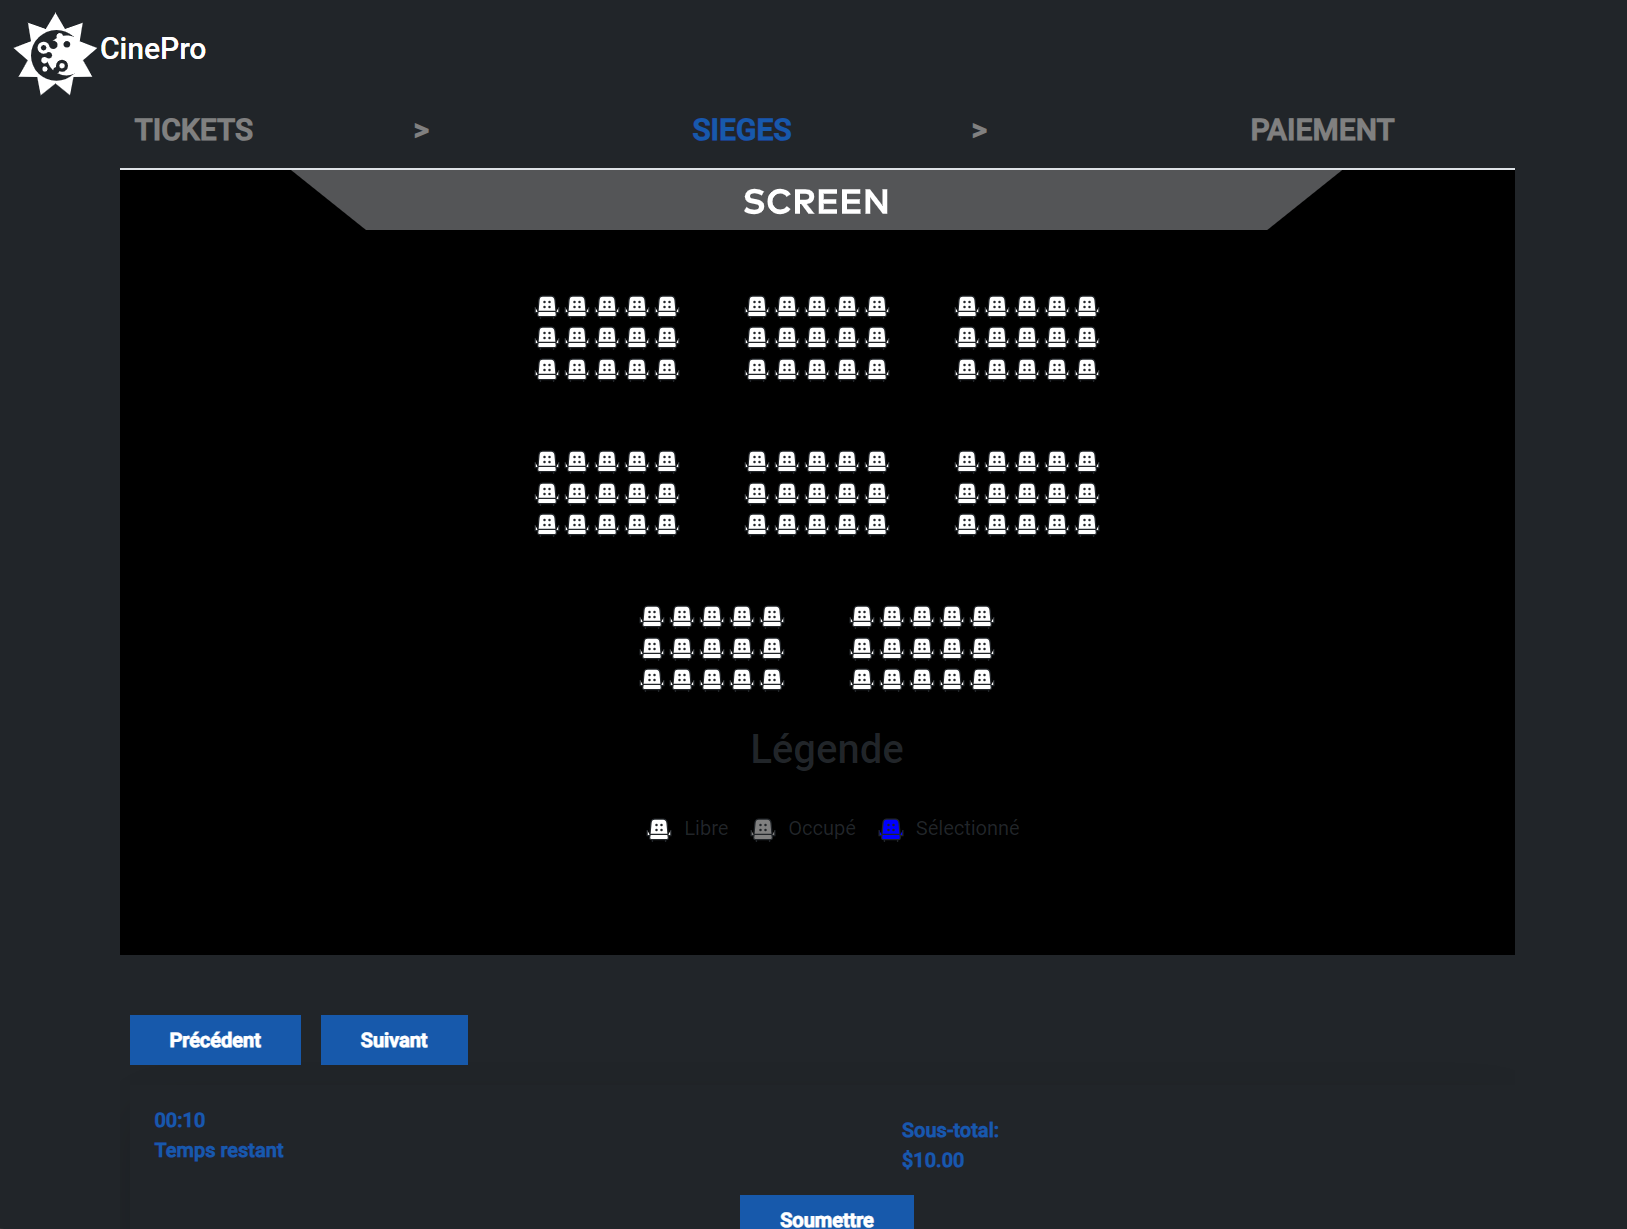 CinePro
TICKETS > SIEGES > PAIEMENT
SCREEN
Légende
Libre Occupé Sélectionné
Précédent Suivant
00:10
Temps restant
Sous-total:
$10.00
Soumettre